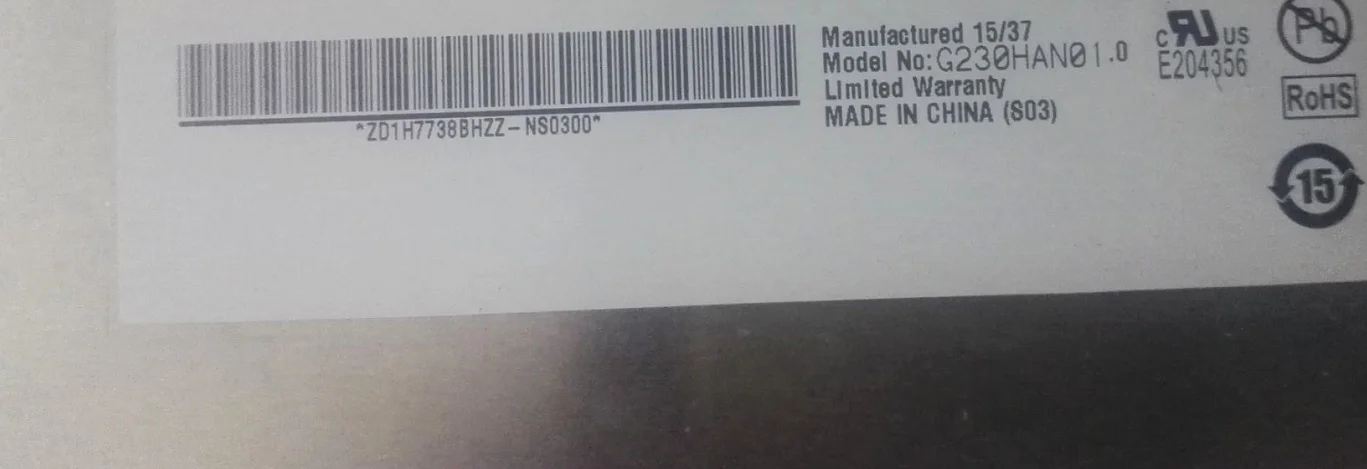 Manufactured 15/37
Model No:G230HAN01.0
Limited Warranty
MADE IN CHINA (S03)
*ZD1H7738BHZZ-NS0300*
C RU US
E204356
Pb
RoHS
15